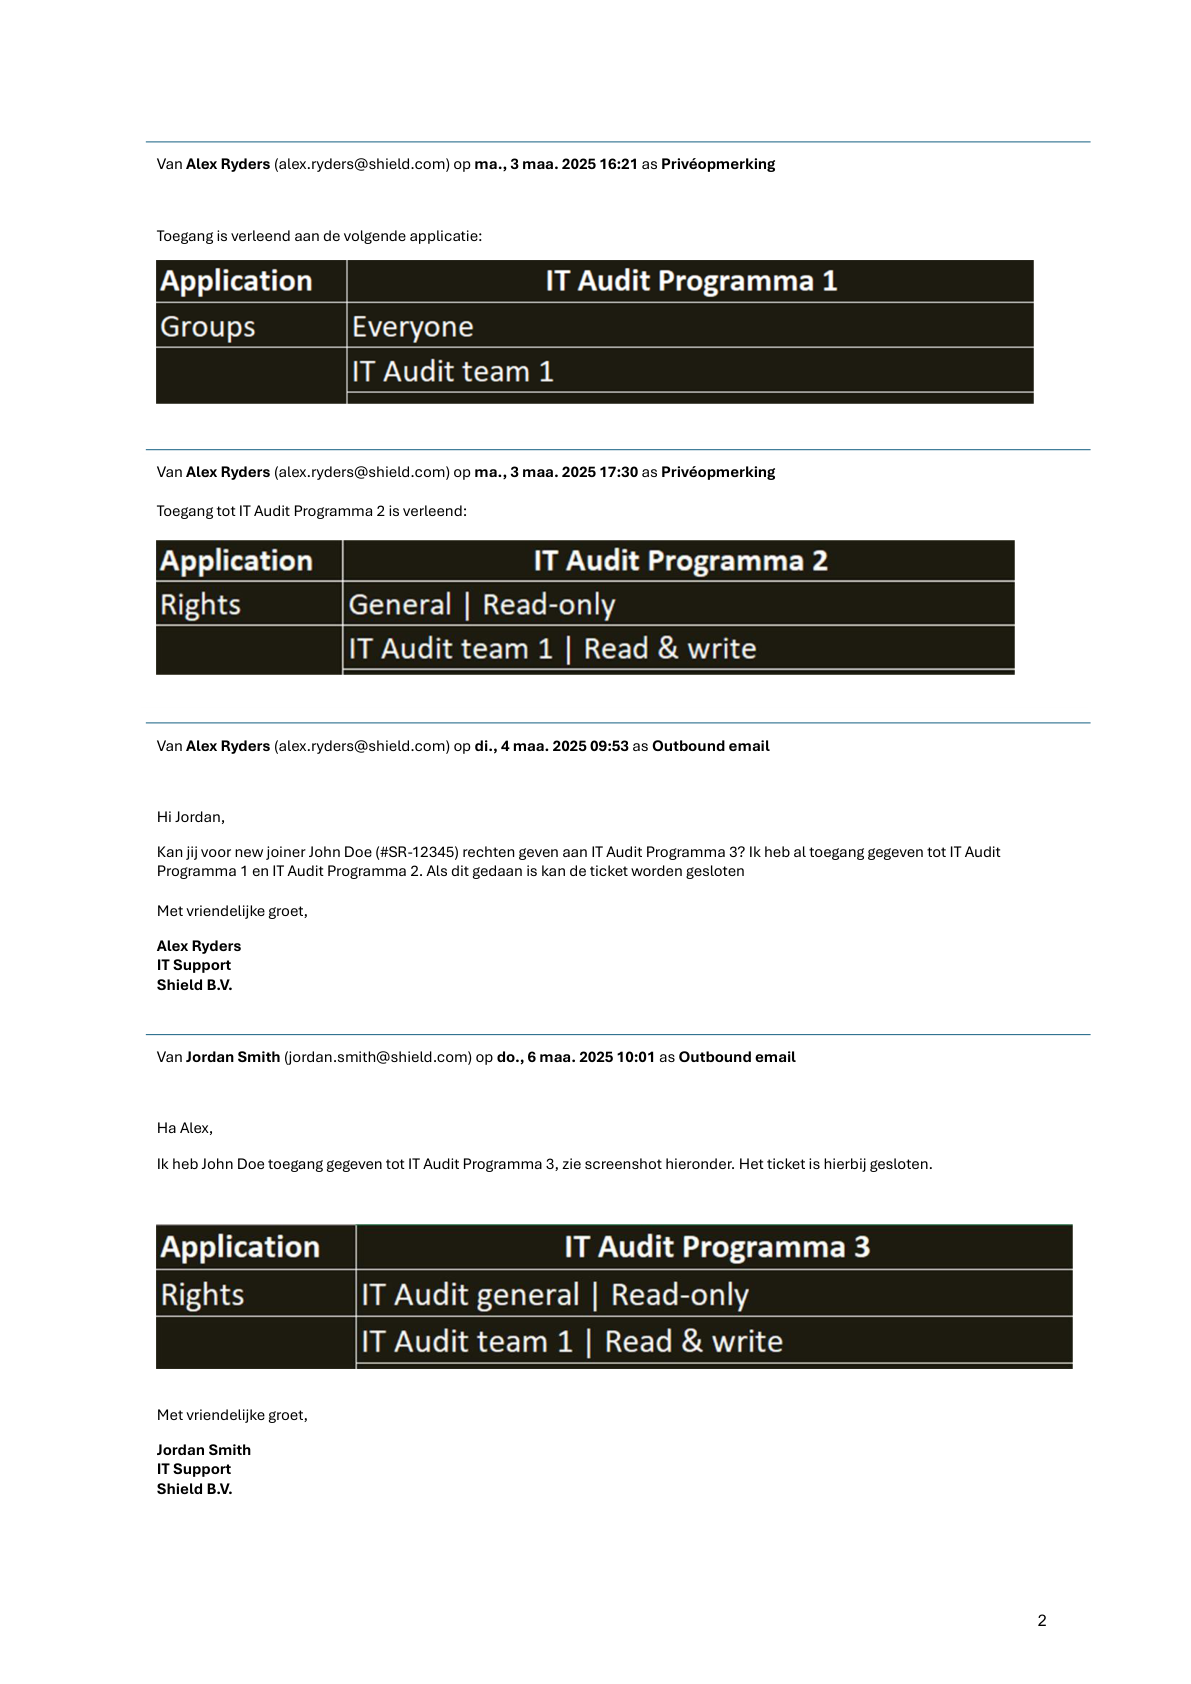 Van Alex Ryders (alex.ryders@shield.com) op ma., 3 maa. 2025 16:21 as Privéopmerking
Toegang is verleend aan de volgende applicatie:
Application IT Audit Programma 1
Groups Everyone
IT Audit team 1
Van Alex Ryders (alex.ryders@shield.com) op ma., 3 maa. 2025 17:30 as Privéopmerking
Toegang tot IT Audit Programma 2 is verleend:
Application IT Audit Programma 2
Rights General | Read-only
IT Audit team 1 | Read & write
Van Alex Ryders (alex.ryders@shield.com) op di., 4 maa. 2025 09:53 as Outbound email
Hi Jordan,
Kan jij voor new joiner John Doe (#SR-12345) rechten geven aan IT Audit Programma 3? Ik heb al toegang gegeven tot IT Audit
Programma 1 en IT Audit Programma 2. Als dit gedaan is kan de ticket worden gesloten
Met vriendelijke groet,
Alex Ryders
IT Support
Shield B.V.
Van Jordan Smith (jordan.smith@shield.com) op do., 6 maa. 2025 10:01 as Outbound email
Ha Alex,
Ik heb John Doe toegang gegeven tot IT Audit Programma 3, zie screenshot hieronder. Het ticket is hierbij gesloten.
Application IT Audit Programma 3
Rights IT Audit general | Read-only
IT Audit team 1 | Read & write
Met vriendelijke groet,
Jordan Smith
IT Support
Shield B.V.
2